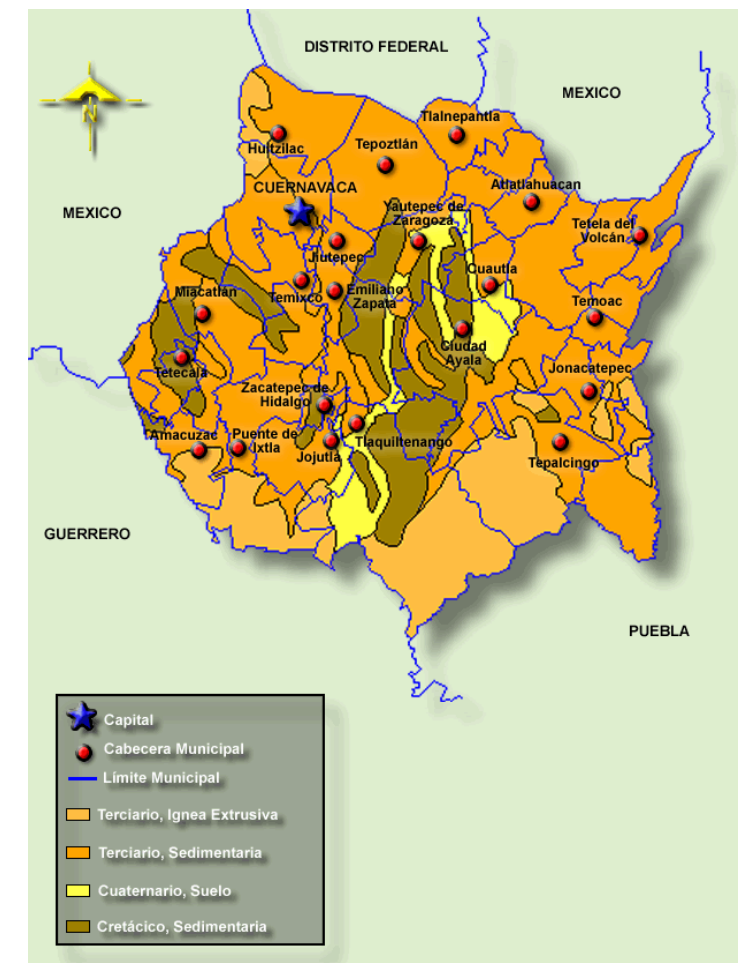 DISTRITO FEDERAL
MEXICO
N
Tlalnepantla
Huitzilac
Tepoztlán
CUERNAVACA
Atlatlahuacan
MEXICO
Yautepec de
Zaragoza
Tetela del
Volcán
Jiutepec
Cuautla
Miacatlán
Temixco
Emiliano
Zapata
Temoac
Ciudad
Ayala
Tetecala
Jonacatepec
Zacatepec de
Hidalgo
Amacuzac
Puente de
Ixtla
Jojutla
Tlaquiltenango
Tepalcingo
GUERRERO
PUEBLA
Capital
Cabecera Municipal
Límite Municipal
Terciario, Ignea Extrusiva
Terciario, Sedimentaria
Cuaternario, Suelo
Cretácico, Sedimentaria